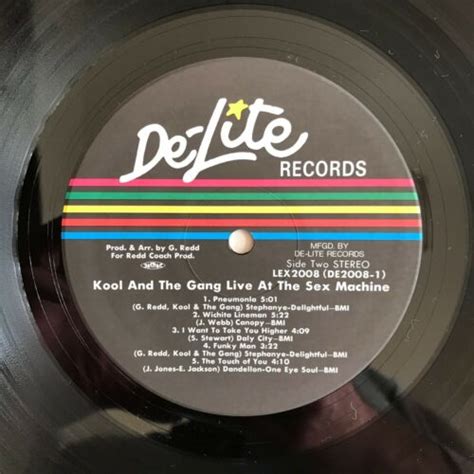 De-Lite
RECORDS
Prod. & Arr. by G. Redd
For Redd Coach Prod.
MFGD. BY
DE-LITE RECORDS
Side Two STEREO
LEX2008 (DE2008-1)
Kool And The Gang Live At The Sex Machine
1. Pneumonia 5:01
(G. Redd, Kool & The Gang) Stephanye-Delightful—BMI
2. Wichita Lineman 5:22
(J. Webb) Canopy—BMI
3. I Want To Take You Higher 4:09
(S. Stewart) Daly City—BMI
4. Funky Man 3:22
(G. Redd, Kool & The Gang) Stephanye-Delightful—BMI
5. The Touch of You 4:10
(J. Jones-E. Jackson) Dandelion-One Eye Soul—BMI